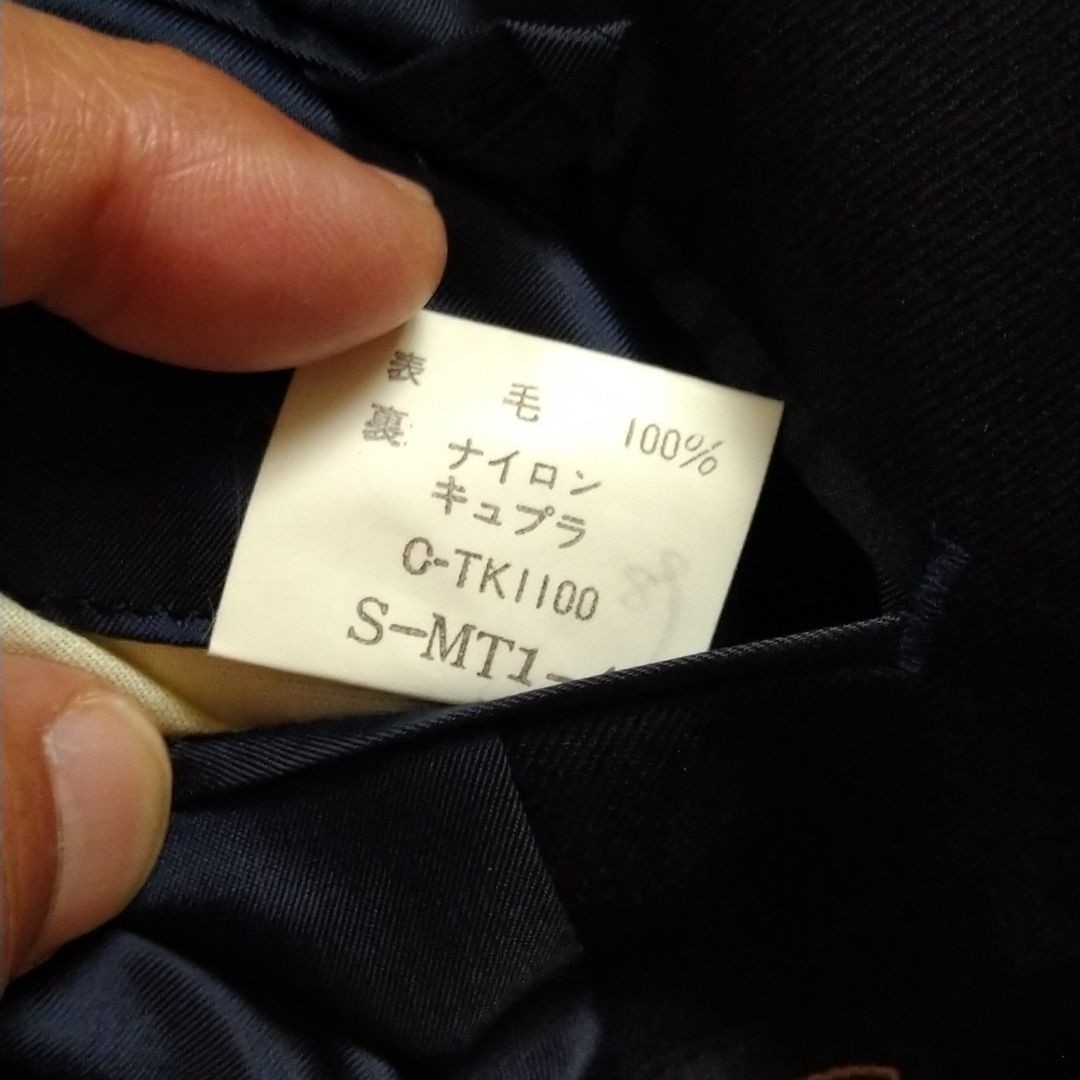 表 毛 100%
裏 ナイロン
キュプラ
C-TK1100
S-MT1-